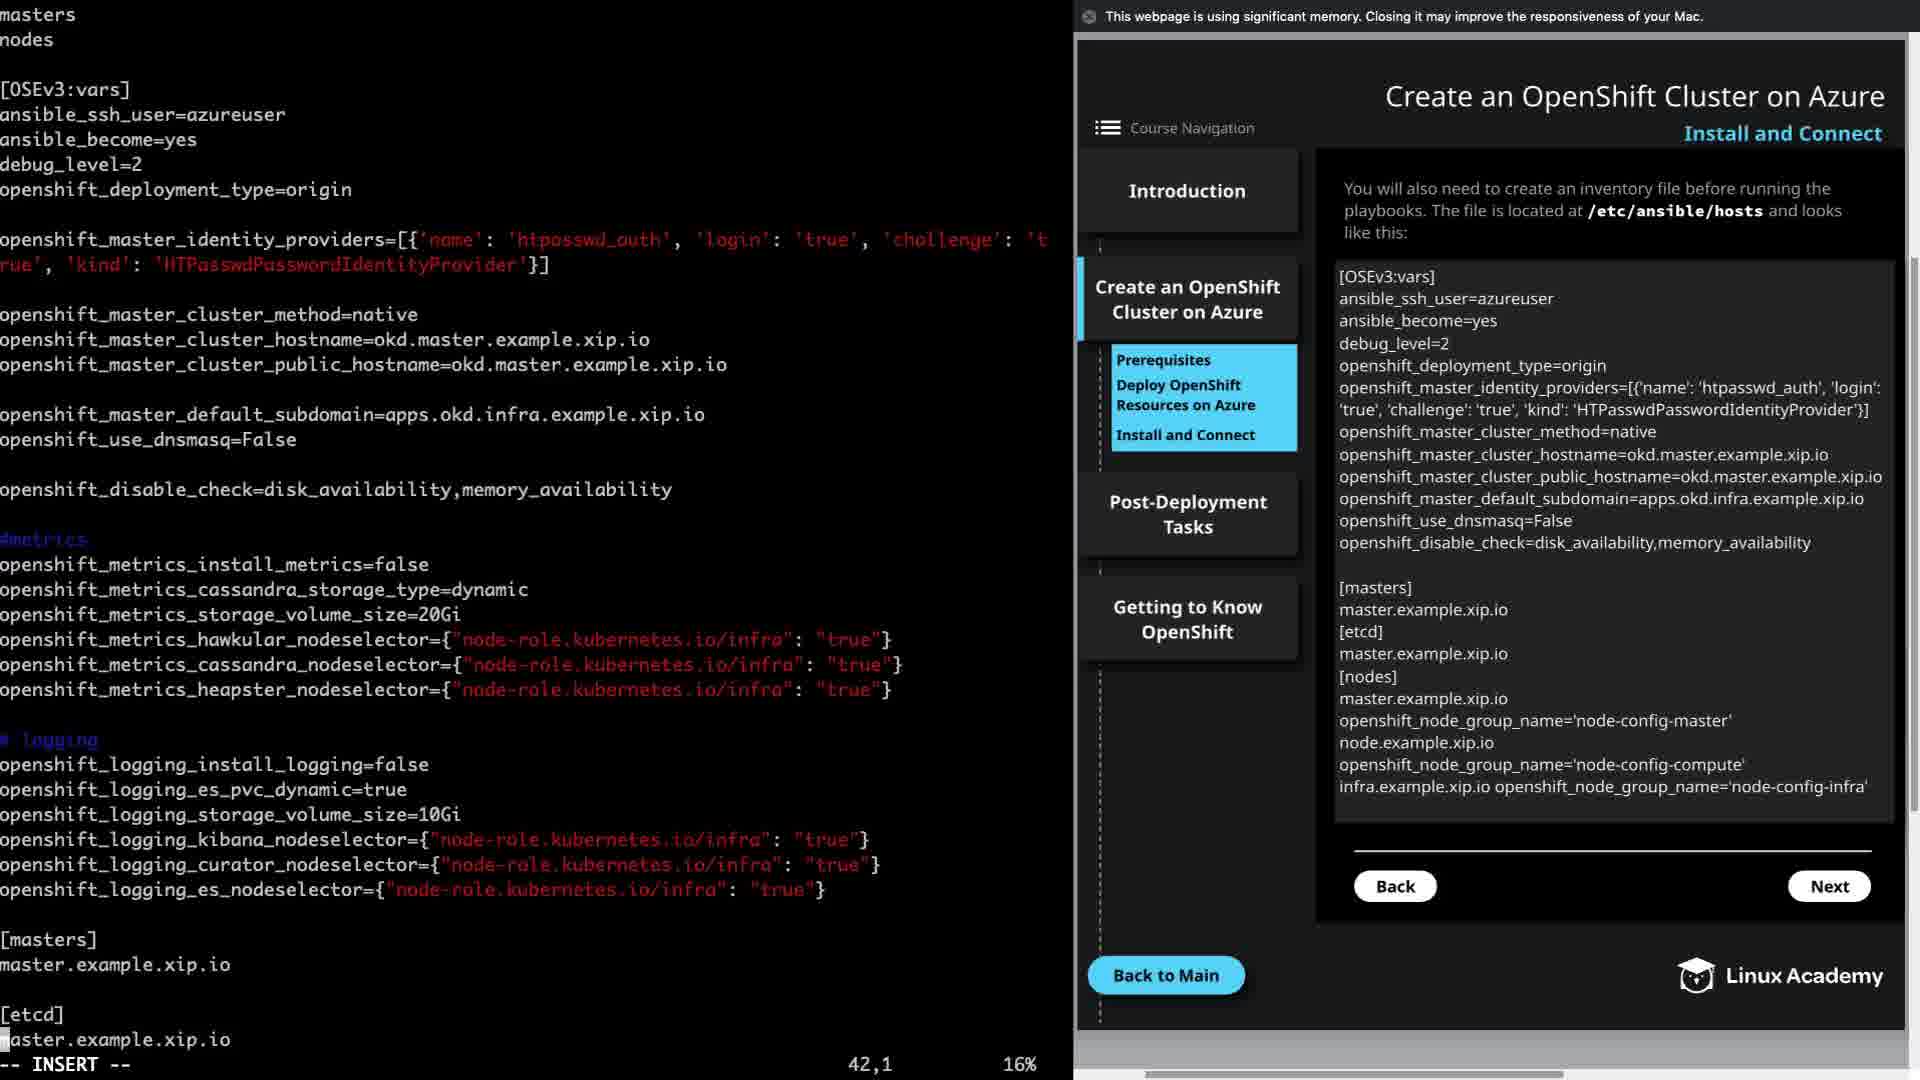 masters
nodes

[OSEv3:vars]
ansible_ssh_user=azureuser
ansible_become=yes
debug_level=2
openshift_deployment_type=origin

openshift_master_identity_providers=[{'name': 'htpasswd_auth', 'login': 'true', 'challenge': 't
rue', 'kind': 'HTPasswdPasswordIdentityProvider'}]

openshift_master_cluster_method=native
openshift_master_cluster_hostname=okd.master.example.xip.io
openshift_master_cluster_public_hostname=okd.master.example.xip.io

openshift_master_default_subdomain=apps.okd.infra.example.xip.io
openshift_use_dnsmasq=False

openshift_disable_check=disk_availability,memory_availability

#metrics
openshift_metrics_install_metrics=false
openshift_metrics_cassandra_storage_type=dynamic
openshift_metrics_storage_volume_size=20Gi
openshift_metrics_hawkular_nodeselector={"node-role.kubernetes.io/infra": "true"}
openshift_metrics_cassandra_nodeselector={"node-role.kubernetes.io/infra": "true"}
openshift_metrics_heapster_nodeselector={"node-role.kubernetes.io/infra": "true"}

# logging
openshift_logging_install_logging=false
openshift_logging_es_pvc_dynamic=true
openshift_logging_storage_volume_size=10Gi
openshift_logging_kibana_nodeselector={"node-role.kubernetes.io/infra": "true"}
openshift_logging_curator_nodeselector={"node-role.kubernetes.io/infra": "true"}
openshift_logging_es_nodeselector={"node-role.kubernetes.io/infra": "true"}

[masters]
master.example.xip.io

[etcd]
master.example.xip.io
-- INSERT -- 42,1 16%
This webpage is using significant memory. Closing it may improve the responsiveness of your Mac.
Create an OpenShift Cluster on Azure
Install and Connect
Course Navigation
Introduction
Create an OpenShift
Cluster on Azure
Prerequisites
Deploy OpenShift
Resources on Azure
Install and Connect
Post-Deployment
Tasks
Getting to Know
OpenShift
Back to Main
You will also need to create an inventory file before running the
playbooks. The file is located at /etc/ansible/hosts and looks
like this:
[OSEv3:vars]
ansible_ssh_user=azureuser
ansible_become=yes
debug_level=2
openshift_deployment_type=origin
openshift_master_identity_providers=[{'name': 'htpasswd_auth', 'login':
'true', 'challenge': 'true', 'kind': 'HTPasswdPasswordIdentityProvider'}]
openshift_master_cluster_method=native
openshift_master_cluster_hostname=okd.master.example.xip.io
openshift_master_cluster_public_hostname=okd.master.example.xip.io
openshift_master_default_subdomain=apps.okd.infra.example.xip.io
openshift_use_dnsmasq=False
openshift_disable_check=disk_availability,memory_availability

[masters]
master.example.xip.io
[etcd]
master.example.xip.io
[nodes]
master.example.xip.io
openshift_node_group_name='node-config-master'
node.example.xip.io
openshift_node_group_name='node-config-compute'
infra.example.xip.io openshift_node_group_name='node-config-infra'
Back
Next
Linux Academy